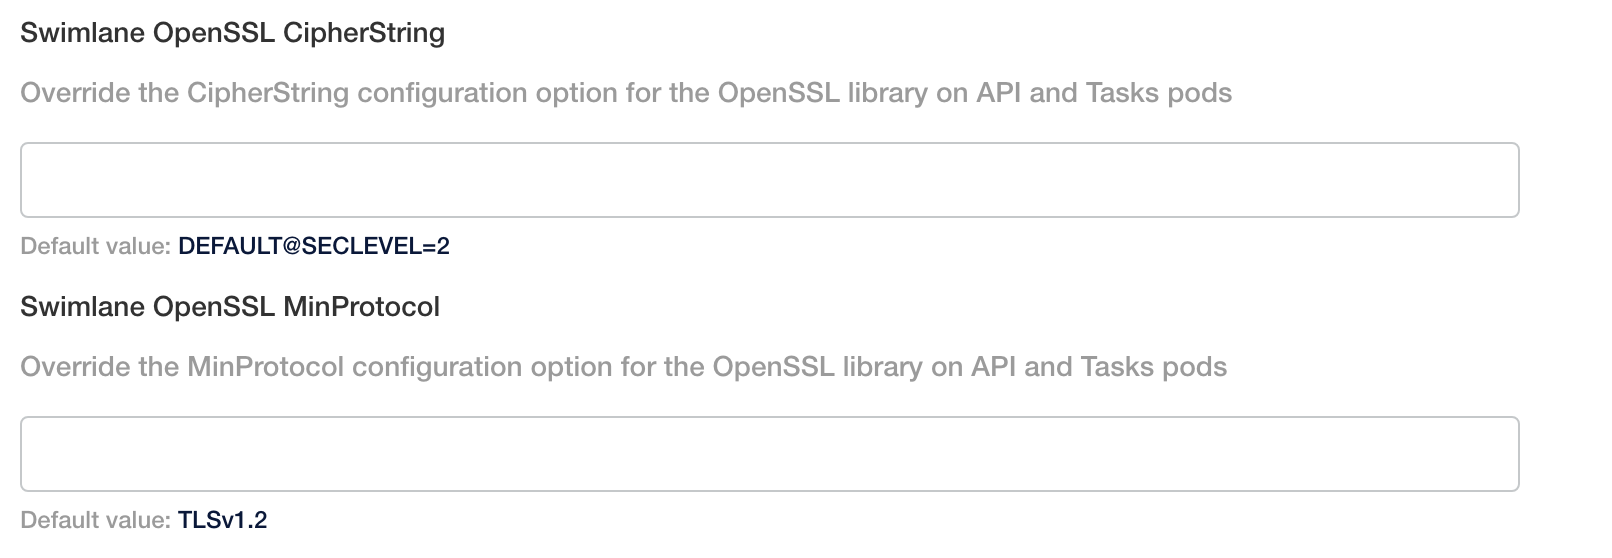 Swimlane OpenSSL CipherString
Override the CipherString configuration option for the OpenSSL library on API and Tasks pods
Default value: DEFAULT@SECLEVEL=2
Swimlane OpenSSL MinProtocol
Override the MinProtocol configuration option for the OpenSSL library on API and Tasks pods
Default value: TLSv1.2